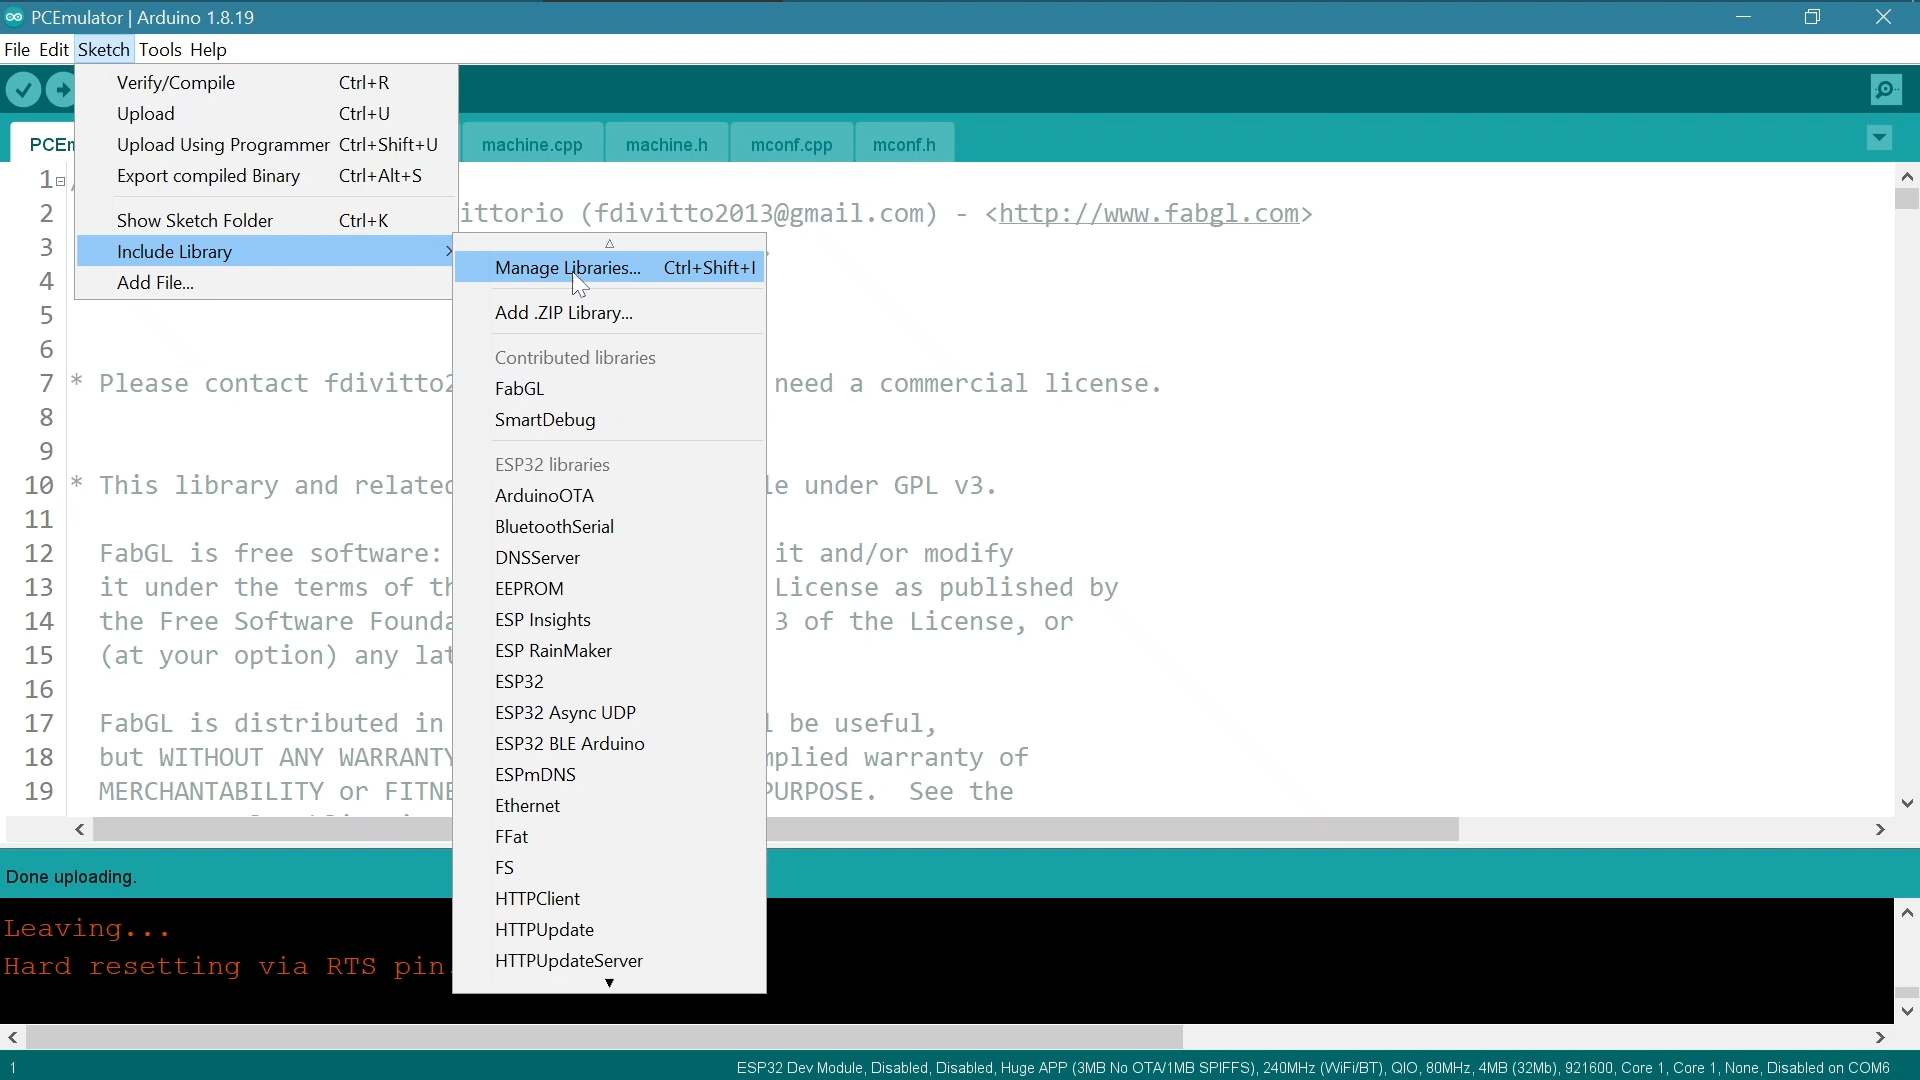 PCEmulator | Arduino 1.8.19
File Edit Sketch Tools Help
Verify/Compile Ctrl+R
Upload Ctrl+U
Upload Using Programmer Ctrl+Shift+U
Export compiled Binary Ctrl+Alt+S
Show Sketch Folder Ctrl+K
Include Library
Add File...
machine.cpp machine.h mconf.cpp mconf.h
Manage Libraries... Ctrl+Shift+I
Add .ZIP Library...
Contributed libraries
FabGL
SmartDebug
ESP32 libraries
ArduinoOTA
BluetoothSerial
DNSServer
EEPROM
ESP Insights
ESP RainMaker
ESP32
ESP32 Async UDP
ESP32 BLE Arduino
ESPmDNS
Ethernet
FFat
FS
HTTPClient
HTTPUpdate
HTTPUpdateServer
1
2 ittorio (fdivitto2013@gmail.com) - <http://www.fabgl.com>
3
4
5
6
7 * Please contact fdivitto2 need a commercial license.
8
9
10 * This library and related le under GPL v3.
11
12 FabGL is free software: it and/or modify
13 it under the terms of th License as published by
14 the Free Software Founda 3 of the License, or
15 (at your option) any lat
16
17 FabGL is distributed in l be useful,
18 but WITHOUT ANY WARRANTY mplied warranty of
19 MERCHANTABILITY or FITNE PURPOSE. See the
Done uploading.
Leaving...
Hard resetting via RTS pin.
1 ESP32 Dev Module, Disabled, Disabled, Huge APP (3MB No OTA/1MB SPIFFS), 240MHz (WiFi/BT), QIO, 80MHz, 4MB (32Mb), 921600, Core 1, Core 1, None, Disabled on COM6